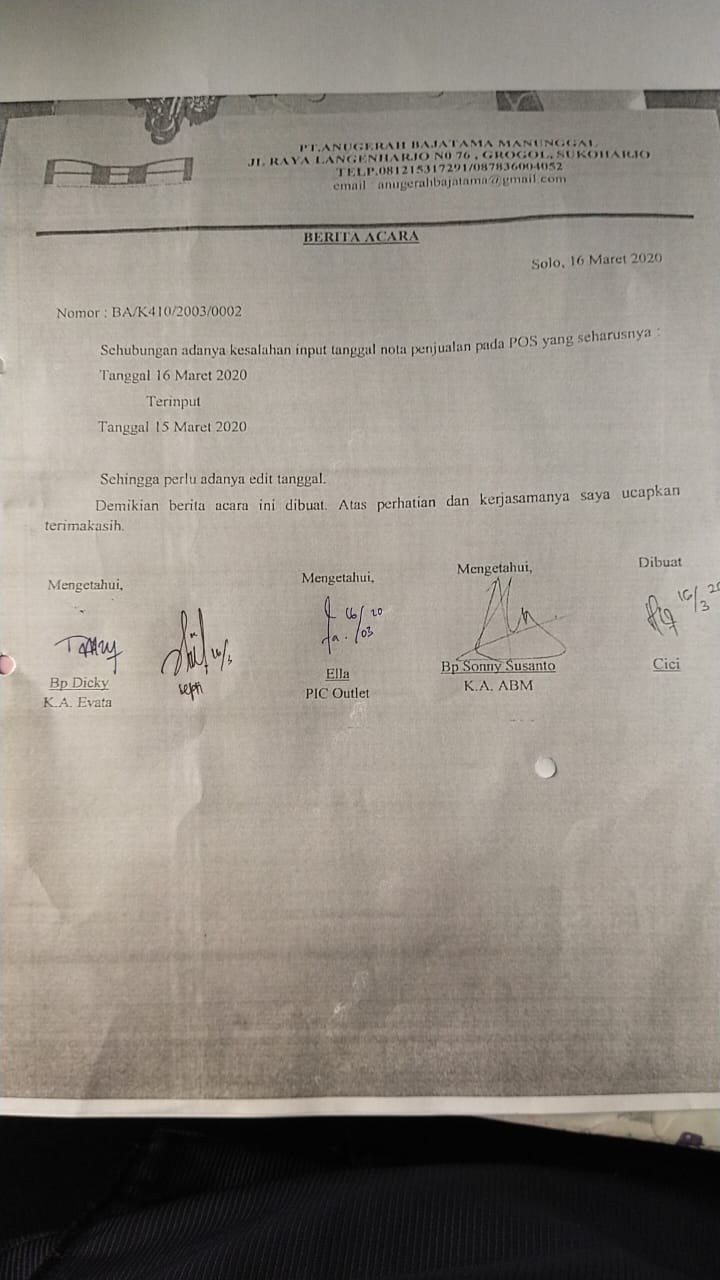 ABA
PT.ANUGERAH BAJATAMA MANUNGGAL
JL RAYA LANGENHARJO N0 76 , GROGOL, SUKOHARJO
TELP.081215317291/087836004052
email : anugerahbajatama@gmail.com
BERITA ACARA
Solo, 16 Maret 2020
Nomor : BA/K410/2003/0002
Sehubungan adanya kesalahan input tanggal nota penjualan pada POS yang seharusnya :
Tanggal 16 Maret 2020
Terinput
Tanggal 15 Maret 2020
Sehingga perlu adanya edit tanggal.
Demikian berita acara ini dibuat. Atas perhatian dan kerjasamanya saya ucapkan
terimakasih.
Mengetahui, Mengetahui, Mengetahui, Dibuat
16/3 16/20 /03 16/3 20
septi
Bp Dicky Ella Bp Sonny Susanto Cici
K.A. Evata PIC Outlet K.A. ABM